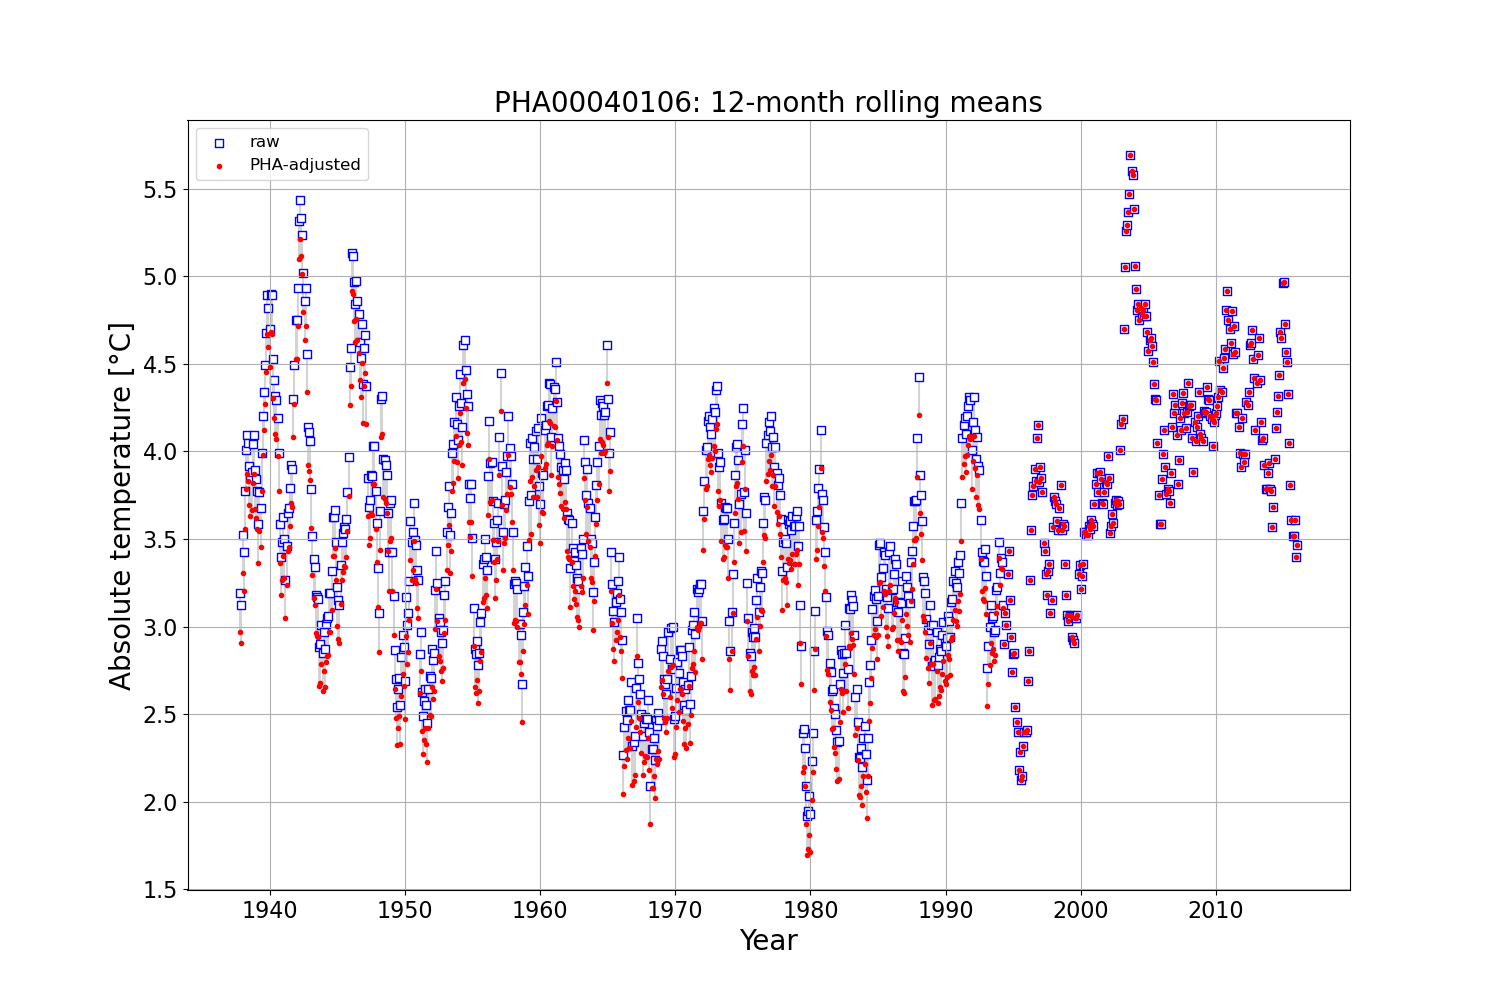 PHA00040106: 12-month rolling means
raw
PHA-adjusted
Absolute temperature [°C]
5.5
5.0
4.5
4.0
3.5
3.0
2.5
2.0
1.5
1940 1950 1960 1970 1980 1990 2000 2010
Year